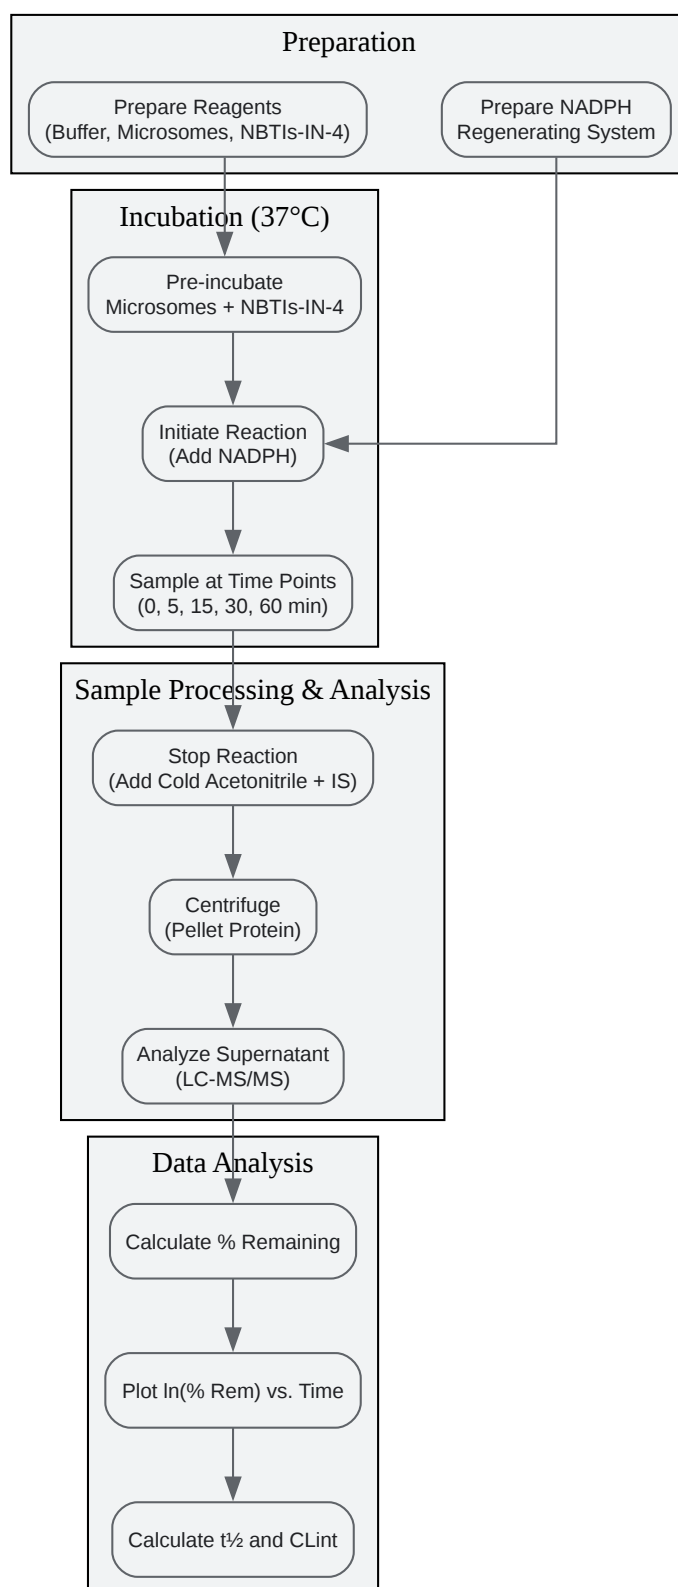 Preparation
Prepare Reagents
(Buffer, Microsomes, NBTIs-IN-4)
Prepare NADPH
Regenerating System
Incubation (37°C)
Pre-incubate
Microsomes + NBTIs-IN-4
Initiate Reaction
(Add NADPH)
Sample at Time Points
(0, 5, 15, 30, 60 min)
Sample Processing & Analysis
Stop Reaction
(Add Cold Acetonitrile + IS)
Centrifuge
(Pellet Protein)
Analyze Supernatant
(LC-MS/MS)
Data Analysis
Calculate % Remaining
Plot ln(% Rem) vs. Time
Calculate t½ and CLint